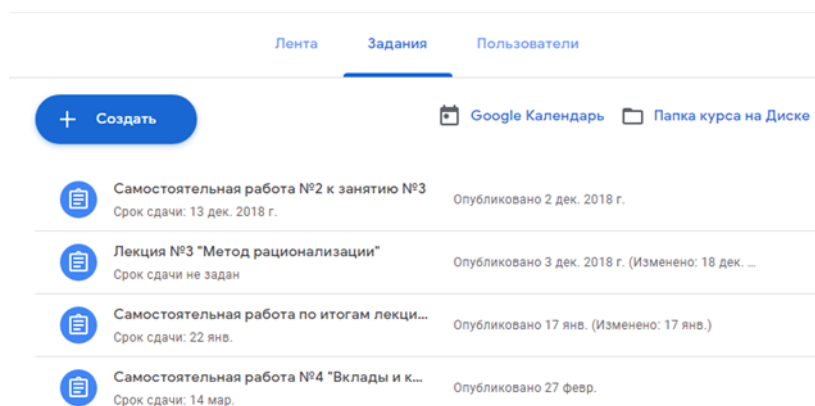 Лента Задания Пользователи
+ Создать Google Календарь Папка курса на Диске
Самостоятельная работа №2 к занятию №3
Срок сдачи: 13 дек. 2018 г.
Опубликовано 2 дек. 2018 г.
Лекция №3 "Метод рационализации"
Срок сдачи не задан
Опубликовано 3 дек. 2018 г. (Изменено: 18 дек. ...
Самостоятельная работа по итогам лекци...
Срок сдачи: 22 янв.
Опубликовано 17 янв. (Изменено: 17 янв.)
Самостоятельная работа №4 "Вклады и к...
Срок сдачи: 14 мар.
Опубликовано 27 февр.